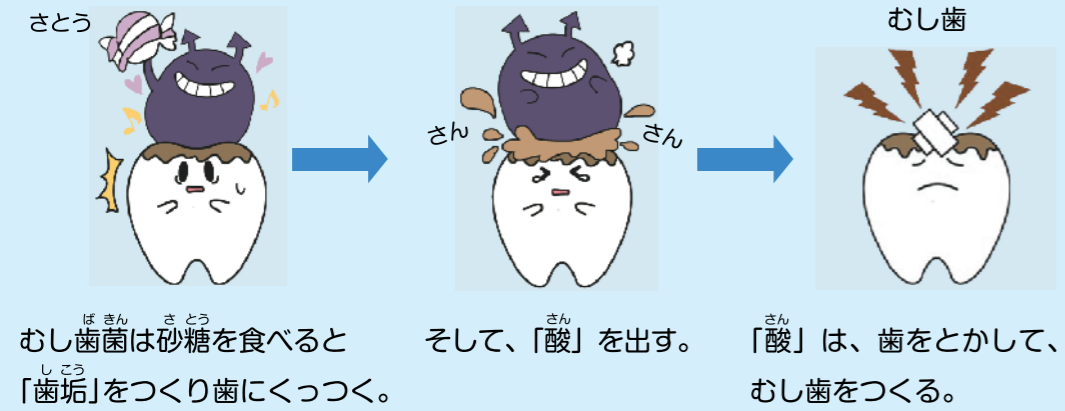 さとう
さん
さん
むし歯
むし歯菌は砂糖を食べると
「歯垢」をつくり歯にくっつく。
そして、「酸」を出す。
「酸」は、歯をとかして、
むし歯をつくる。